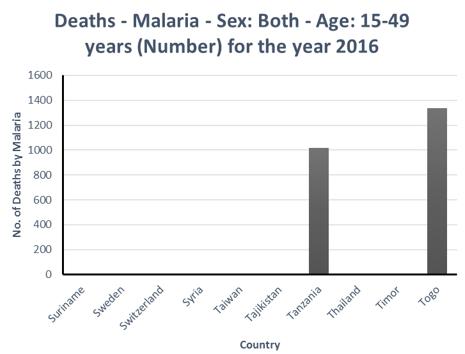 Deaths - Malaria - Sex: Both - Age: 15-49
years (Number) for the year 2016
No. of Deaths by Malaria
1600
1400
1200
1000
800
600
400
200
0
Suriname
Sweden
Switzerland
Syria
Taiwan
Tajikistan
Tanzania
Thailand
Timor
Togo
Country